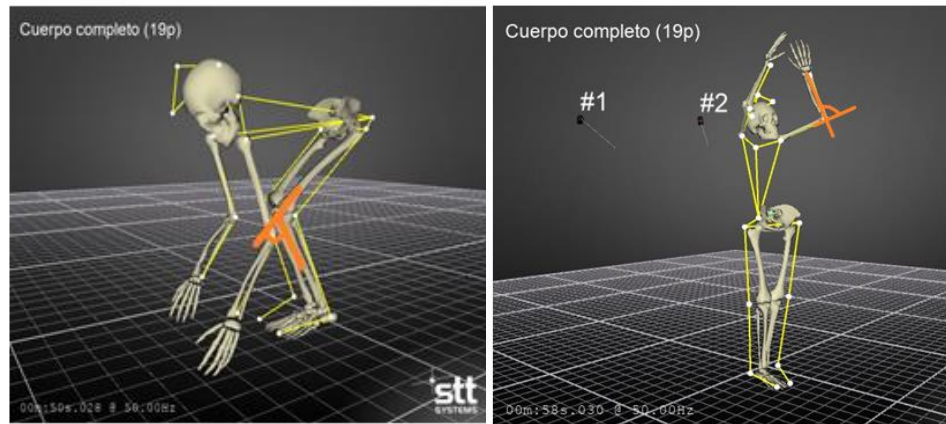 Cuerpo completo (19p)
stt
SYSTEMS
00m:50s.028 @ 50.00Hz
Cuerpo completo (19p)
#1
#2
00m:58s.030 @ 50.00Hz